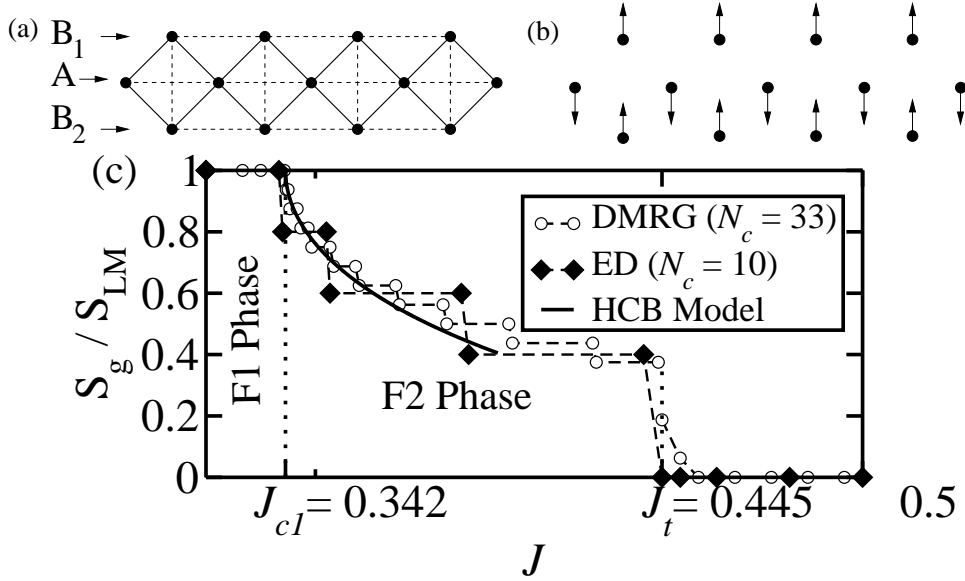 (a)
B1
A
B2
(b)
(c)
1
0.8
0.6
0.4
0.2
0
Sg / SLM
F1 Phase
F2 Phase
DMRG (Nc = 33)
ED (Nc = 10)
HCB Model
Jc1 = 0.342
Jt = 0.445
0.5
J